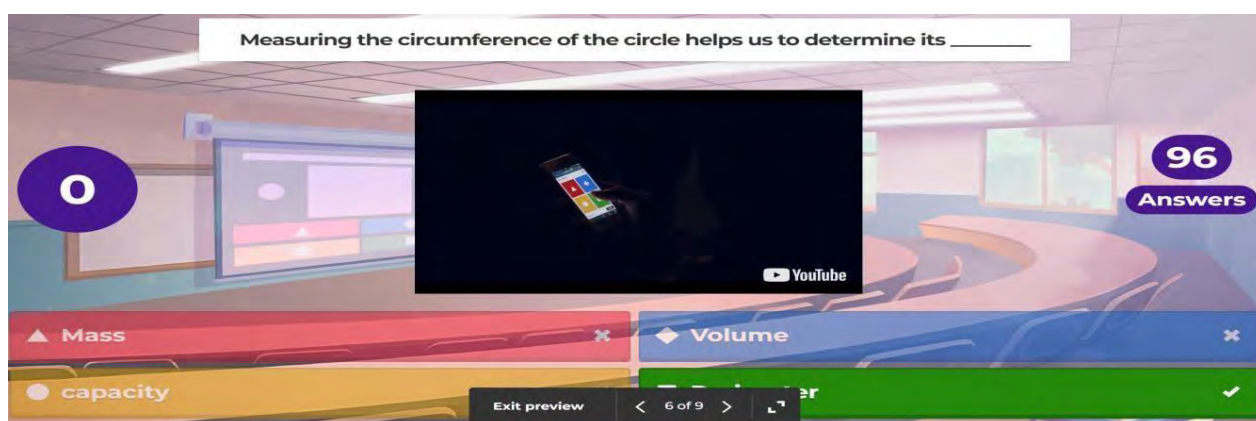 Measuring the circumference of the circle helps us to determine its ________
0
96
Answers
YouTube
Mass
Volume
capacity
Exit preview
6 of 9